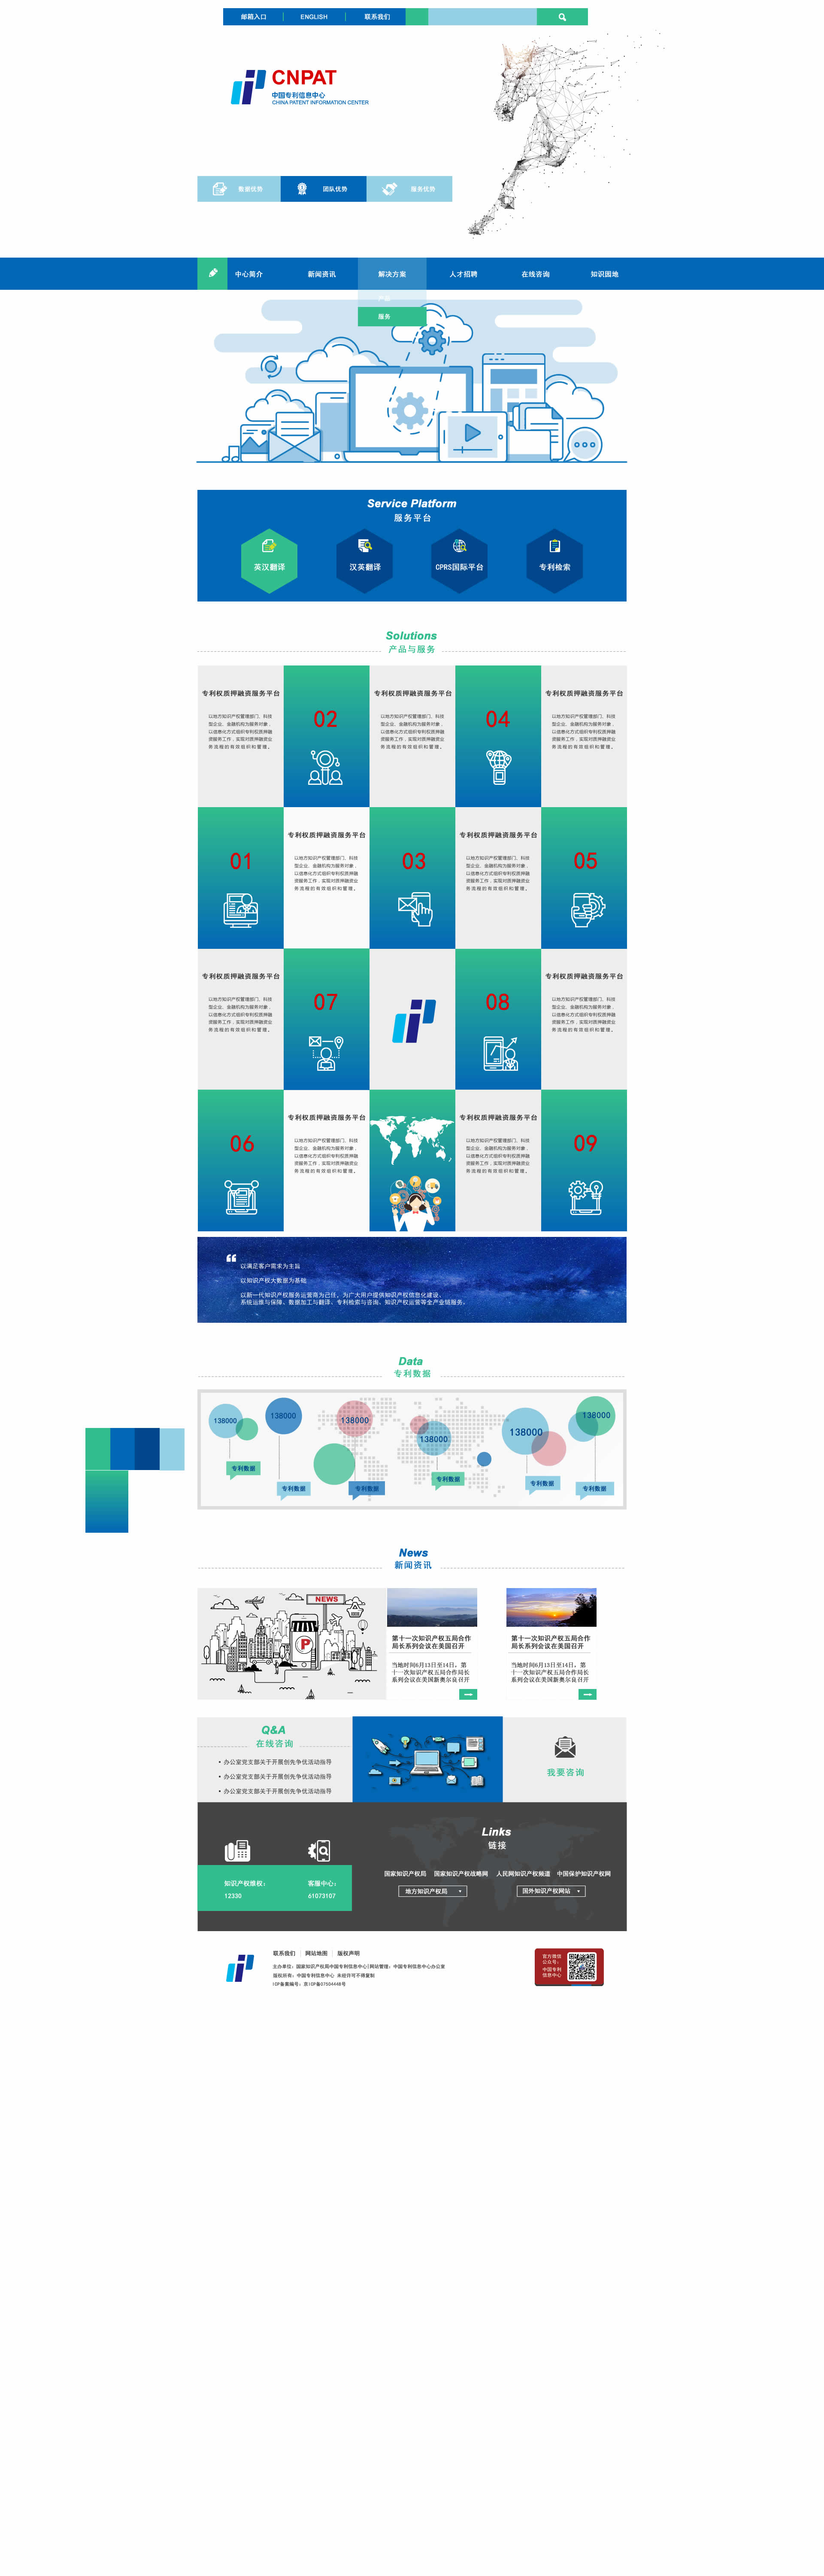 邮箱入口 ENGLISH 联系我们
CNPAT
中国专利信息中心
CHINA PATENT INFORMATION CENTER
数据优势 团队优势 服务优势
中心简介 新闻资讯 解决方案 人才招聘 在线咨询 知识园地
产品
服务
Service Platform
服务平台
英汉翻译 汉英翻译 CPRS国际平台 专利检索
Solutions
产品与服务
专利权质押融资服务平台
以地方知识产权管理部门、科技
型企业、金融机构为服务对象，
以信息化方式组织专利权质押融
资服务工作，实现对质押融资业
务流程的有效组织和管理。
02
专利权质押融资服务平台
以地方知识产权管理部门、科技
型企业、金融机构为服务对象，
以信息化方式组织专利权质押融
资服务工作，实现对质押融资业
务流程的有效组织和管理。
04
专利权质押融资服务平台
以地方知识产权管理部门、科技
型企业、金融机构为服务对象，
以信息化方式组织专利权质押融
资服务工作，实现对质押融资业
务流程的有效组织和管理。
01
专利权质押融资服务平台
以地方知识产权管理部门、科技
型企业、金融机构为服务对象，
以信息化方式组织专利权质押融
资服务工作，实现对质押融资业
务流程的有效组织和管理。
03
专利权质押融资服务平台
以地方知识产权管理部门、科技
型企业、金融机构为服务对象，
以信息化方式组织专利权质押融
资服务工作，实现对质押融资业
务流程的有效组织和管理。
05
专利权质押融资服务平台
以地方知识产权管理部门、科技
型企业、金融机构为服务对象，
以信息化方式组织专利权质押融
资服务工作，实现对质押融资业
务流程的有效组织和管理。
07
08
专利权质押融资服务平台
以地方知识产权管理部门、科技
型企业、金融机构为服务对象，
以信息化方式组织专利权质押融
资服务工作，实现对质押融资业
务流程的有效组织和管理。
06
专利权质押融资服务平台
以地方知识产权管理部门、科技
型企业、金融机构为服务对象，
以信息化方式组织专利权质押融
资服务工作，实现对质押融资业
务流程的有效组织和管理。
专利权质押融资服务平台
以地方知识产权管理部门、科技
型企业、金融机构为服务对象，
以信息化方式组织专利权质押融
资服务工作，实现对质押融资业
务流程的有效组织和管理。
09
以满足客户需求为主旨
以知识产权大数据为基础
以新一代知识产权服务运营商为己任，为广大用户提供知识产权信息化建设、
系统运维与保障、数据加工与翻译、专利检索与咨询、知识产权运营等全产业链服务。
Data
专利数据
138000 138000 138000 138000 138000 138000
专利数据 专利数据 专利数据 专利数据 专利数据 专利数据
News
新闻资讯
NEWS
P
第十一次知识产权五局合作
局长系列会议在美国召开
当地时间6月13日至14日，第
十一次知识产权五局合作局长
系列会议在美国新奥尔良召开
第十一次知识产权五局合作
局长系列会议在美国召开
当地时间6月13日至14日，第
十一次知识产权五局合作局长
系列会议在美国新奥尔良召开
Q&A
在线咨询
• 办公室党支部关于开展创先争优活动指导
• 办公室党支部关于开展创先争优活动指导
• 办公室党支部关于开展创先争优活动指导
我要咨询
知识产权维权：
12330
客服中心：
61073107
Links
链接
国家知识产权局 国家知识产权战略网 人民网知识产权频道 中国保护知识产权网
地方知识产权局 国外知识产权网站
联系我们 网站地图 版权声明
主办单位：国家知识产权局中国专利信息中心|网站管理：中国专利信息中心办公室
版权所有：中国专利信息中心 未经许可不得复制
ICP备案编号：京ICP备07504448号
官方微信
公众号：
中国专利
信息中心